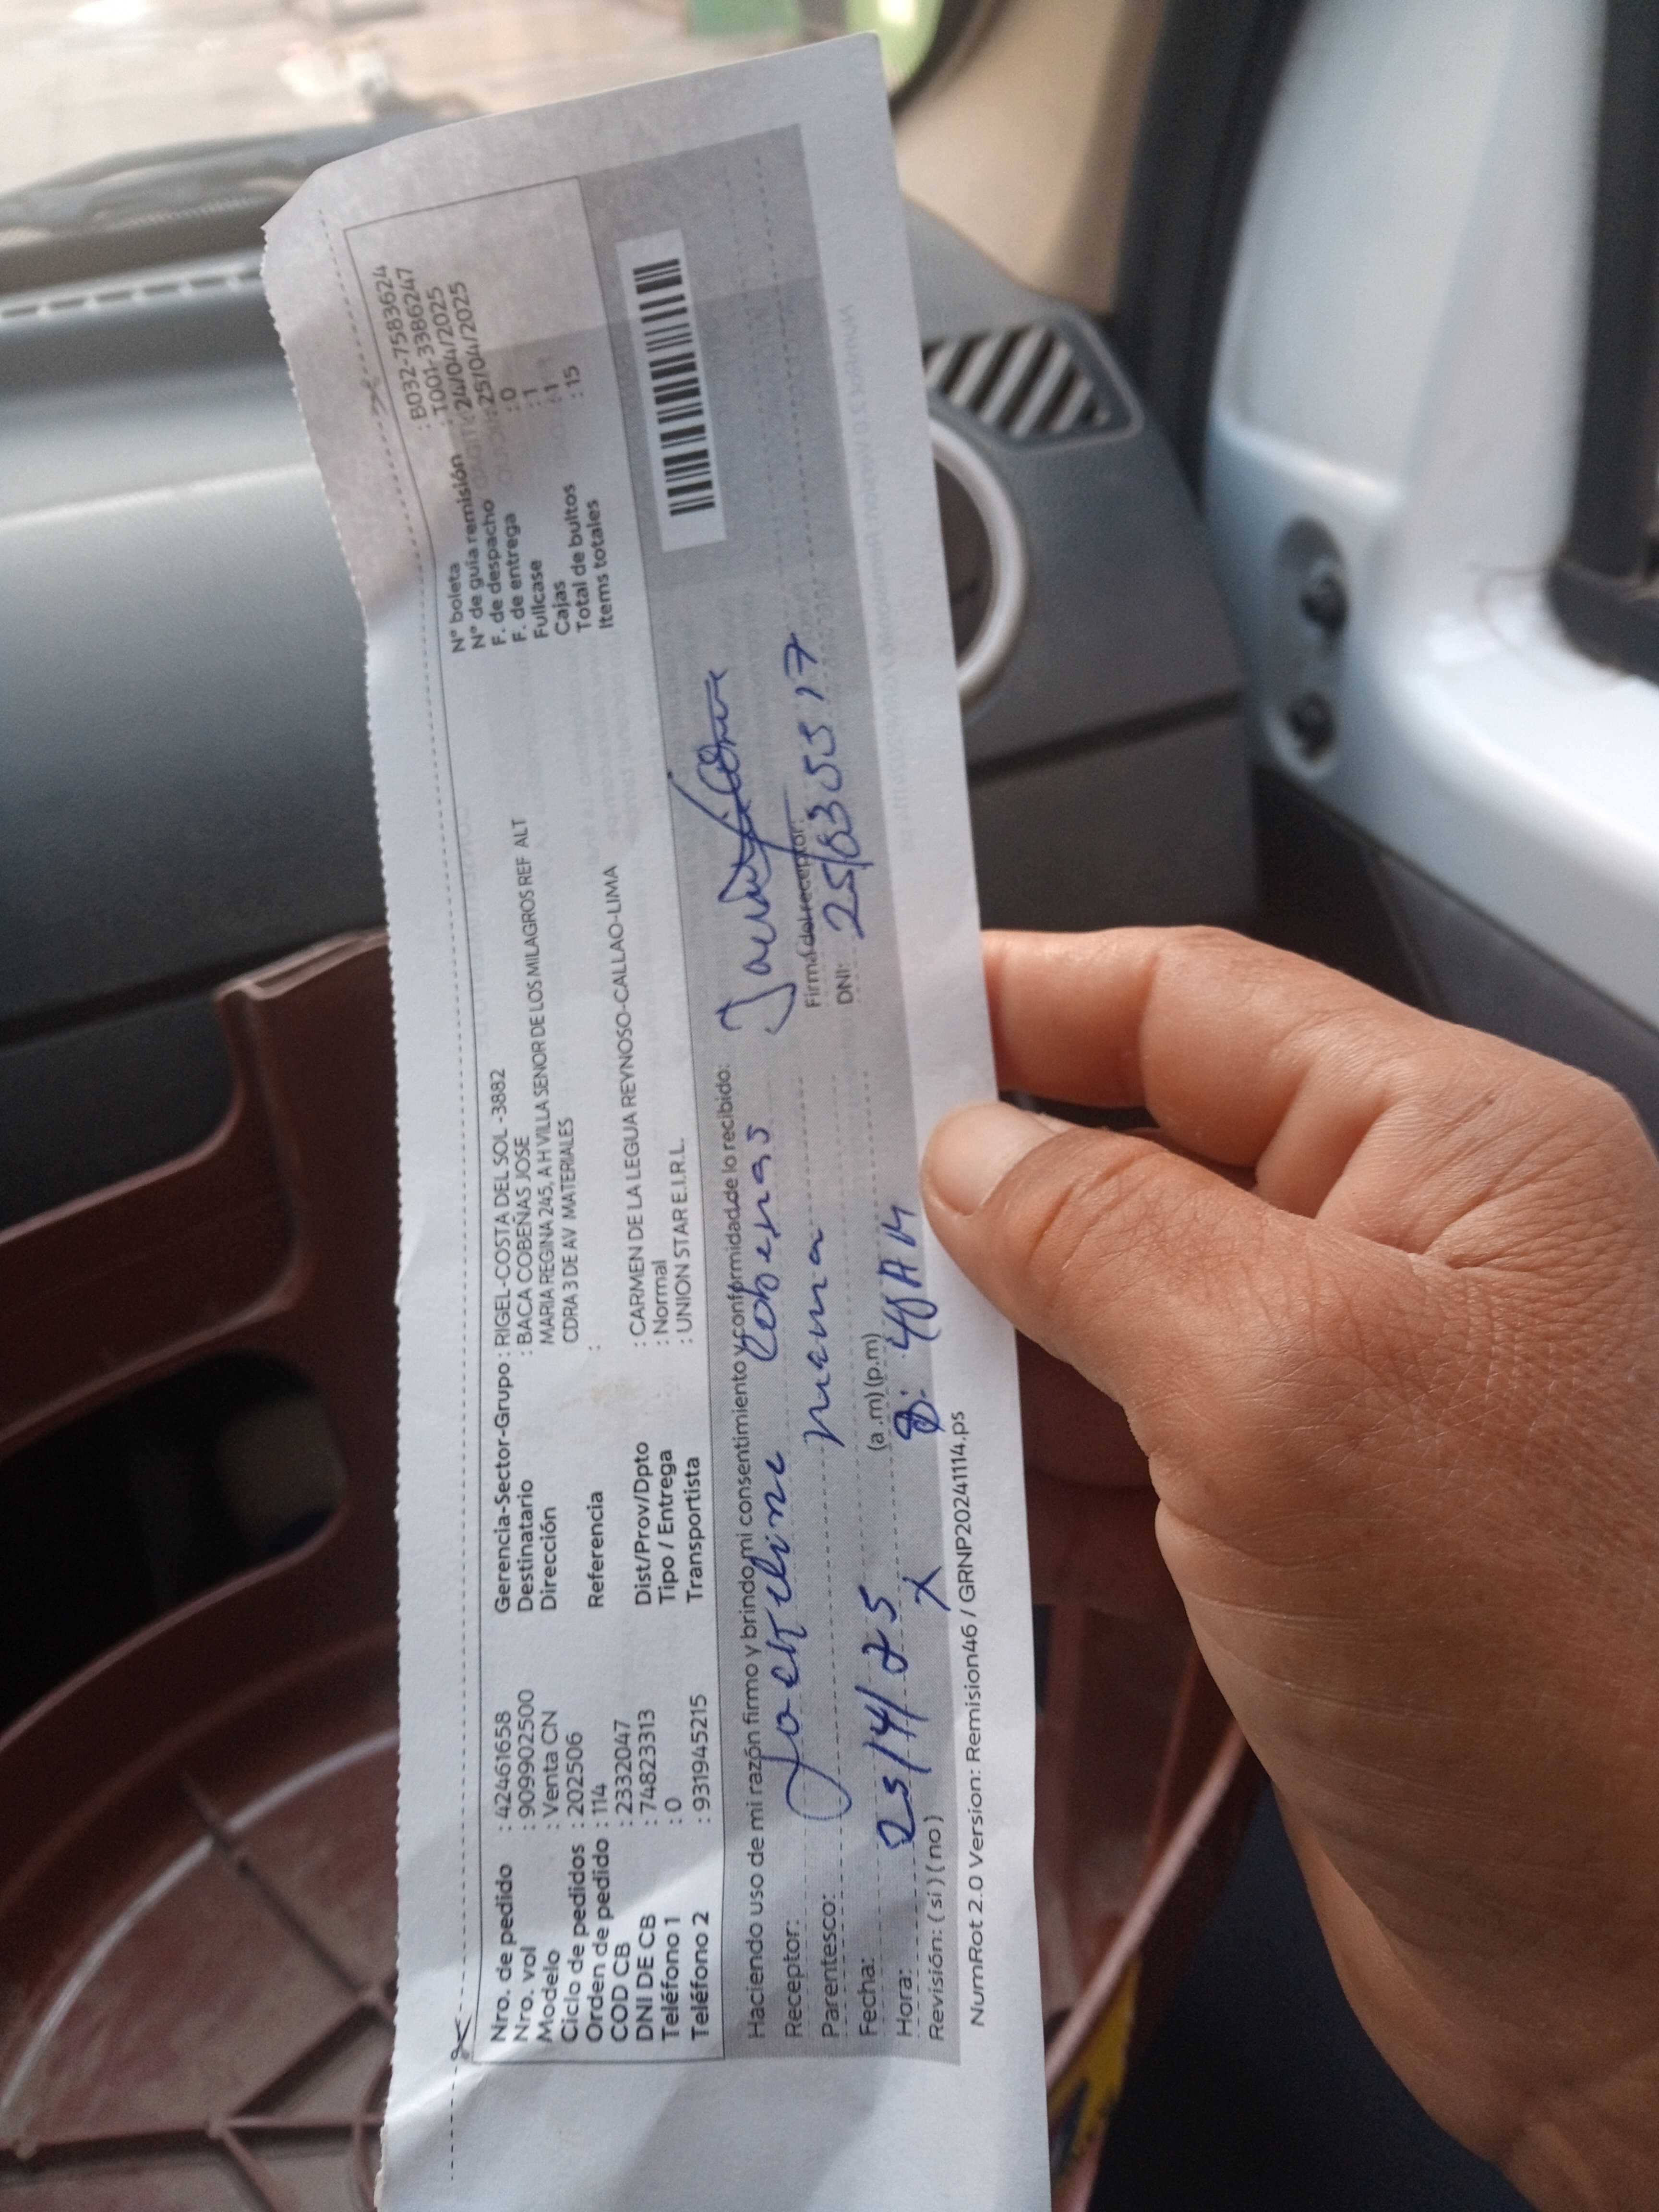 Nro. de pedido : 42461658
Nro. vol : 9099902500
Modelo : Venta CN
Ciclo de pedidos : 202506
Orden de pedido : 114
COD CB : 2332047
DNI DE CB : 74823313
Teléfono 1 : 0
Teléfono 2 : 931945215
Gerencia-Sector-Grupo : RIGEL-COSTA DEL SOL -3882
Destinatario : BACA COBEÑAS JOSE
Dirección MARIA REGINA 245, A H VILLA SENOR DE LOS MILAGROS REF ALT
CDRA 3 DE AV MATERIALES
Referencia :
Dist/Prov/Dpto : CARMEN DE LA LEGUA REYNOSO-CALLAO-LIMA
Tipo / Entrega : Normal
Transportista : UNION STAR E.I.R.L.
N° boleta : B032-7583624
N° de guía remisión : T001-3386247
F. de despacho : 24/04/2025
F. de entrega : 25/04/2025
Fullcase : 0
Cajas : 1
Total de bultos : 1
Items totales : 15
Haciendo uso de mi razón firmo y brindo mi consentimiento y conformidad de lo recibido:
Receptor: Cobenas
Parentesco: mama
Fecha: 25/4/25
Hora: (a.m) (p.m) 8:
Revisión: ( si ) ( no ) X
Firma del receptor:
DNI:
NumRot 2.0 Version: Remision46 / GRNP20241114.ps